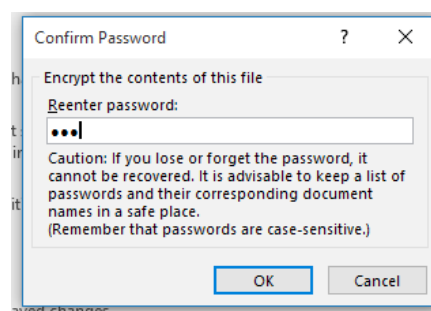 Confirm Password ? ×
Encrypt the contents of this file
Reenter password:
•••
Caution: If you lose or forget the password, it
cannot be recovered. It is advisable to keep a list of
passwords and their corresponding document
names in a safe place.
(Remember that passwords are case-sensitive.)
OK Cancel